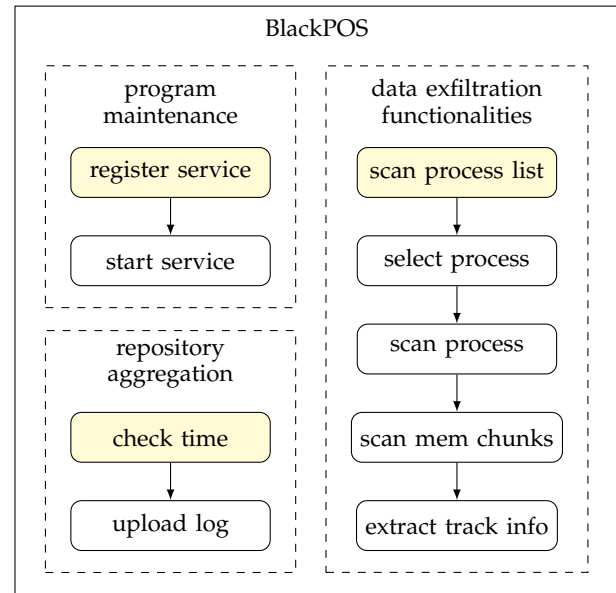 BlackPOS
program
maintenance
register service
start service
repository
aggregation
check time
upload log
data exfiltration
functionalities
scan process list
select process
scan process
scan mem chunks
extract track info